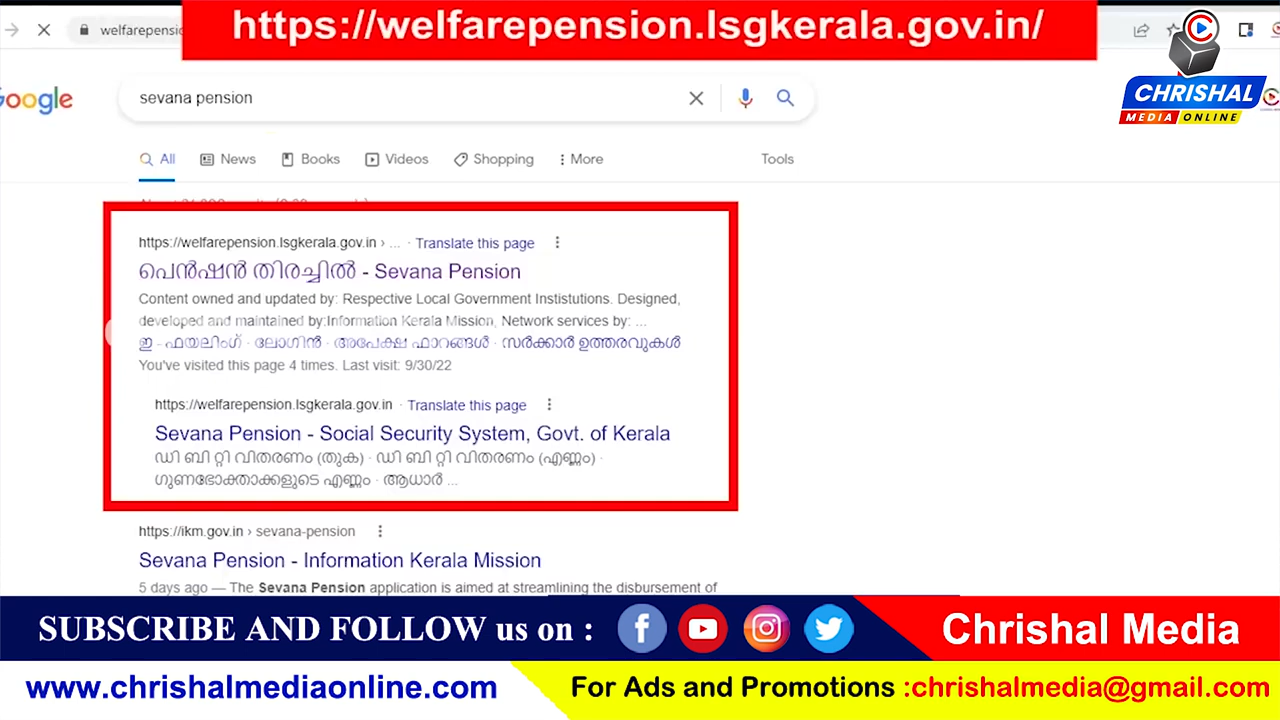 https://welfarepension.lsgkerala.gov.in/
welfarepensio
CHRISHAL
MEDIA ONLINE
Google
sevana pension
All News Books Videos Shopping More Tools
https://welfarepension.lsgkerala.gov.in › ... · Translate this page
പെൻഷൻ തിരച്ചിൽ - Sevana Pension
Content owned and updated by: Respective Local Government Instistutions. Designed,
developed and maintained by:Information Kerala Mission, Network services by: ...
ഇ - ഫയലിംഗ് · ലോഗിൻ · അപേക്ഷ ഫാറങ്ങൾ · സർക്കാർ ഉത്തരവുകൾ
You've visited this page 4 times. Last visit: 9/30/22
https://welfarepension.lsgkerala.gov.in · Translate this page
Sevana Pension - Social Security System, Govt. of Kerala
ഡി ബി റ്റി വിതരണം (തുക) · ഡി ബി റ്റി വിതരണം (എണ്ണം) ·
ഗുണഭോക്താക്കളുടെ എണ്ണം · ആധാർ ...
https://ikm.gov.in › sevana-pension
Sevana Pension - Information Kerala Mission
5 days ago — The Sevana Pension application is aimed at streamlining the disbursement of
SUBSCRIBE AND FOLLOW us on :
Chrishal Media
www.chrishalmediaonline.com
For Ads and Promotions :chrishalmedia@gmail.com